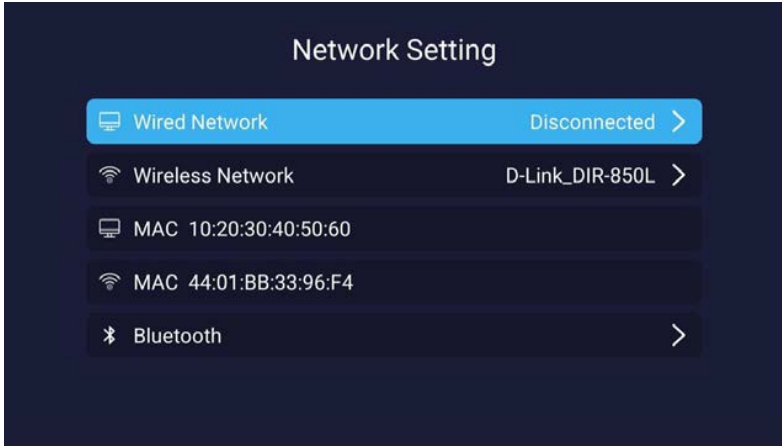 Network Setting
Wired Network Disconnected
Wireless Network D-Link_DIR-850L
MAC 10:20:30:40:50:60
MAC 44:01:BB:33:96:F4
Bluetooth